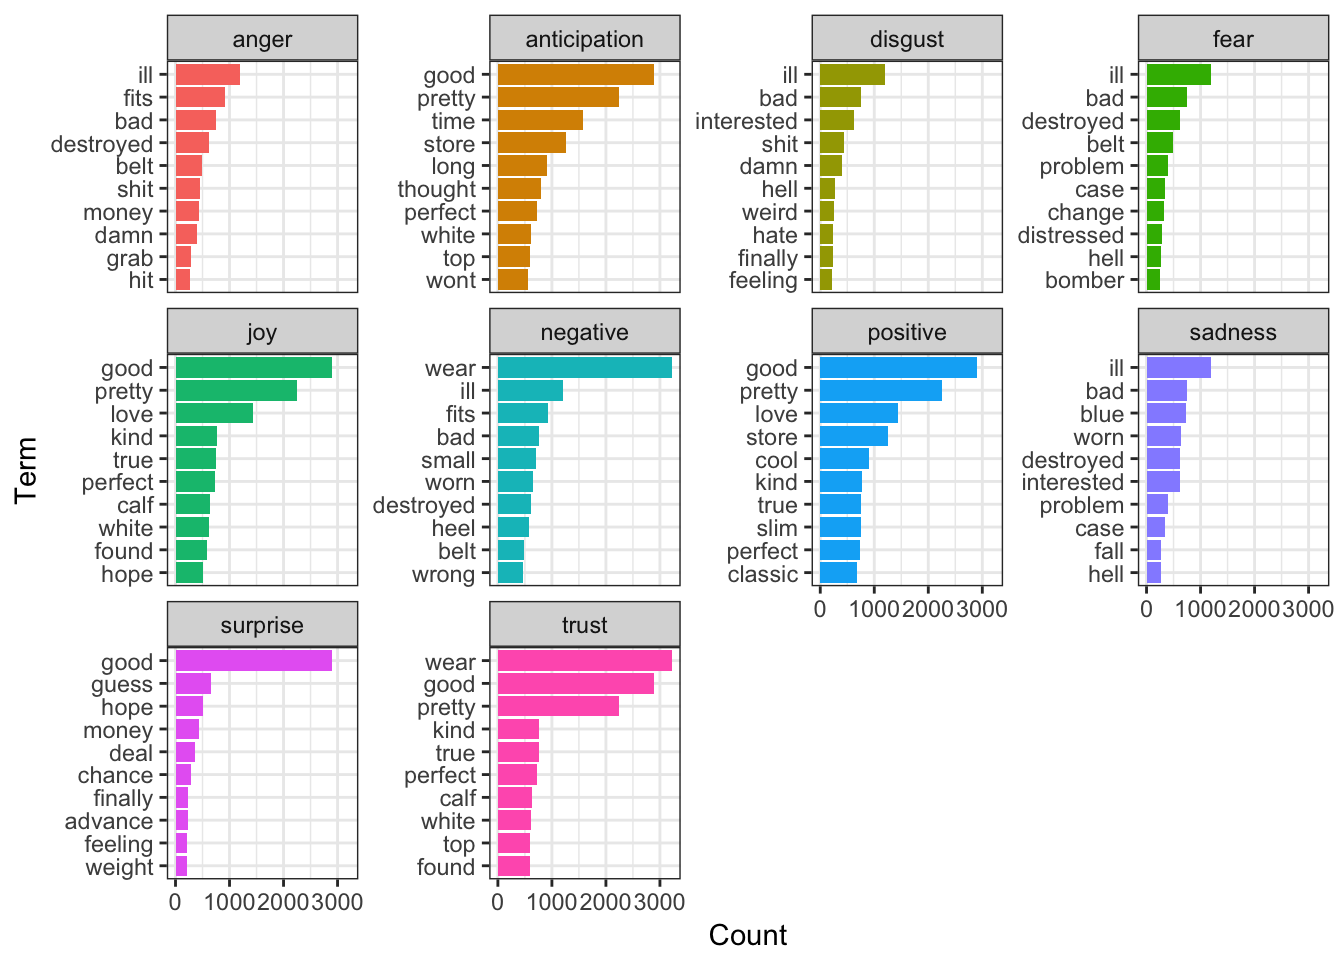 anger
ill
fits
bad
destroyed
belt
shit
money
damn
grab
hit
anticipation
good
pretty
time
store
long
thought
perfect
white
top
wont
disgust
ill
bad
interested
shit
damn
hell
weird
hate
finally
feeling
fear
ill
bad
destroyed
belt
problem
case
change
distressed
hell
bomber
joy
good
pretty
love
kind
true
perfect
calf
white
found
hope
negative
wear
ill
fits
bad
small
worn
destroyed
heel
belt
wrong
positive
good
pretty
love
store
cool
kind
true
slim
perfect
classic
0 1000 2000 3000
sadness
ill
bad
blue
worn
destroyed
interested
problem
case
fall
hell
0 1000 2000 3000
surprise
good
guess
hope
money
deal
chance
finally
advance
feeling
weight
0 1000 2000 3000
trust
wear
good
pretty
kind
true
perfect
calf
white
top
found
0 1000 2000 3000
Term
Count